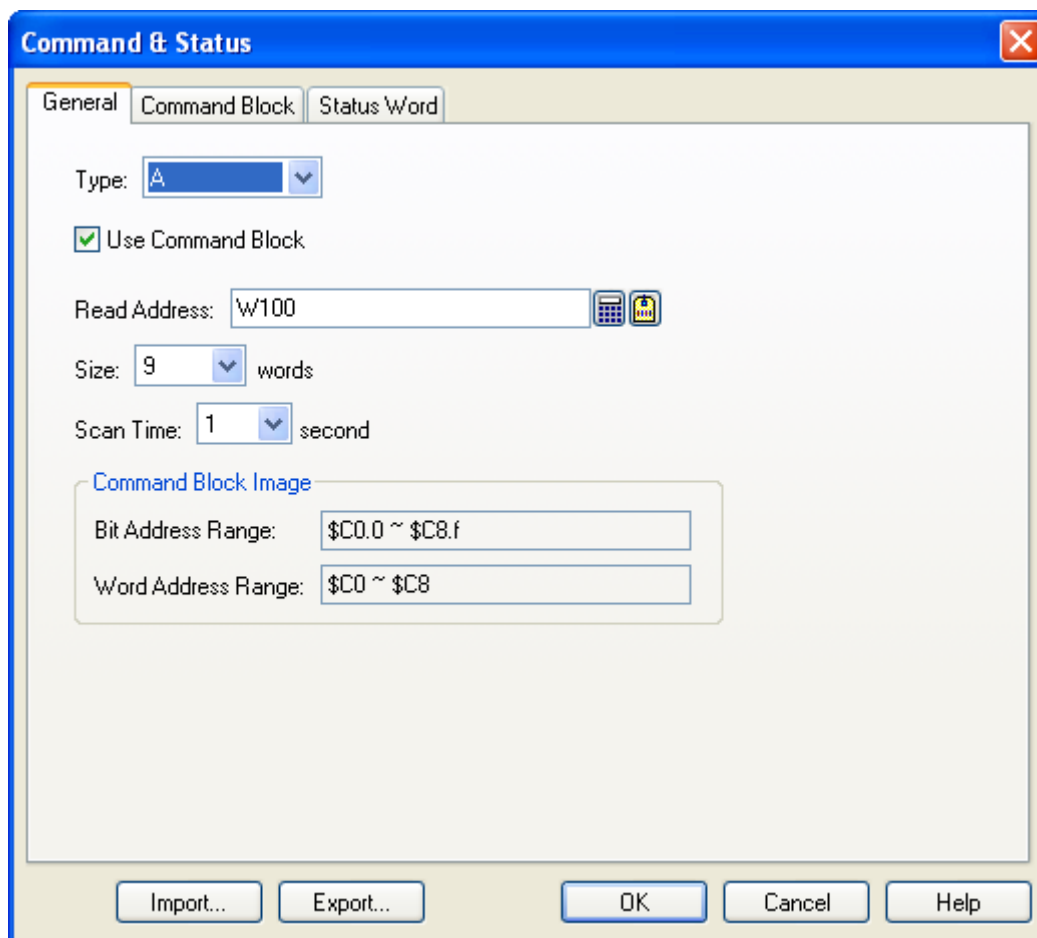 Command & Status
General Command Block Status Word
Type: A
Use Command Block
Read Address: W100
Size: 9 words
Scan Time: 1 second
Command Block Image
Bit Address Range: $C0.0 ~ $C8.f
Word Address Range: $C0 ~ $C8
Import... Export... OK Cancel Help